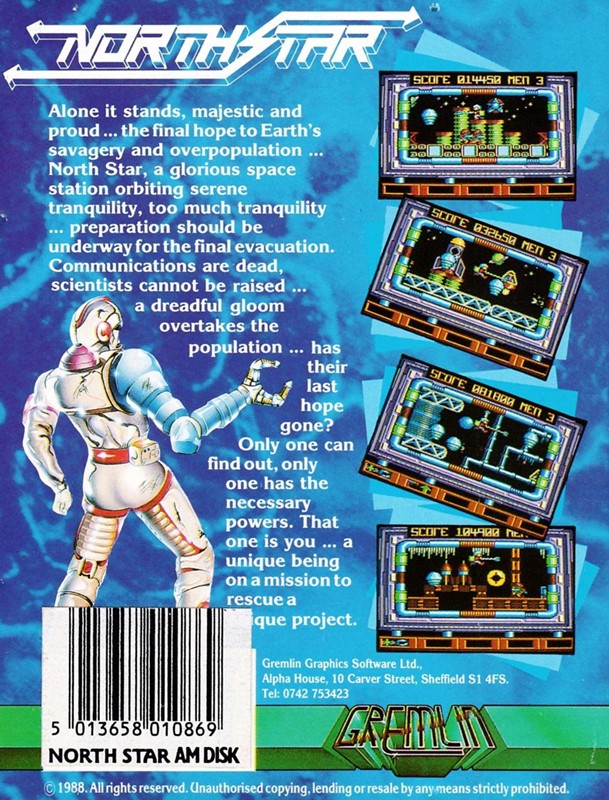 NORTH STAR
Alone it stands, majestic and
proud ... the final hope to Earth's
savagery and overpopulation ...
North Star, a glorious space
station orbiting serene
tranquility, too much tranquility
... preparation should be
underway for the final evacuation.
Communications are dead,
scientists cannot be raised ...
a dreadful gloom
overtakes the
population ... has
their
last
hope
gone?
Only one can
find out, only
one has the
necessary
powers. That
one is you ... a
unique being
on a mission to
rescue a
ique project.
SCORE 014450 MEN 3
SCORE 032650 MEN 3
SCORE 081800 MEN 3
SCORE 104900
Gremlin Graphics Software Ltd.,
Alpha House, 10 Carver Street, Sheffield S1 4FS.
Tel: 0742 753423
GREMLIN
5 013658 010869
NORTH STAR AM DISK
© 1988. All rights reserved. Unauthorised copying, lending or resale by any means strictly prohibited.